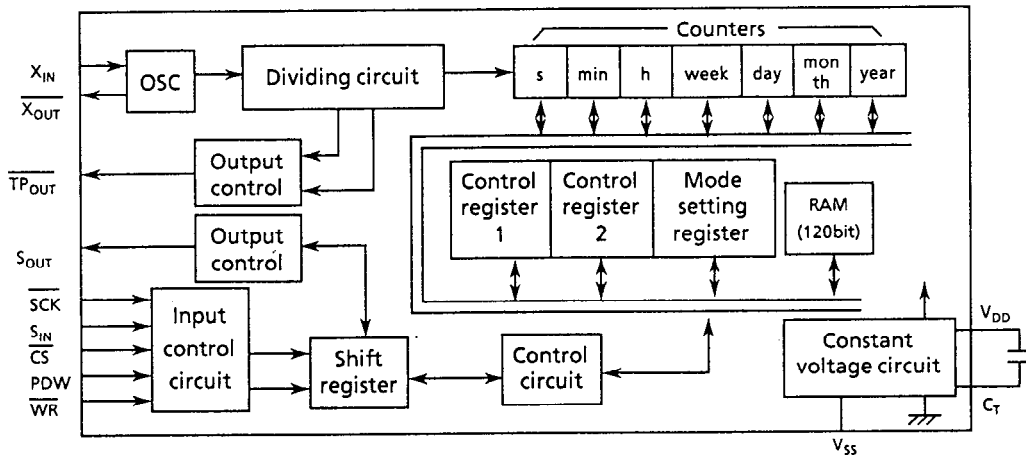 Counters
s min h week day mon th year
X_IN
X_OUT
OSC
Dividing circuit
TP_OUT
Output
control
S_OUT
Output
control
Control
register
1
Control
register
2
Mode
setting
register
RAM
(120bit)
SCK
S_IN
CS
PDW
WR
Input
control
circuit
Shift
register
Control
circuit
Constant
voltage circuit
V_DD
C_T
V_SS